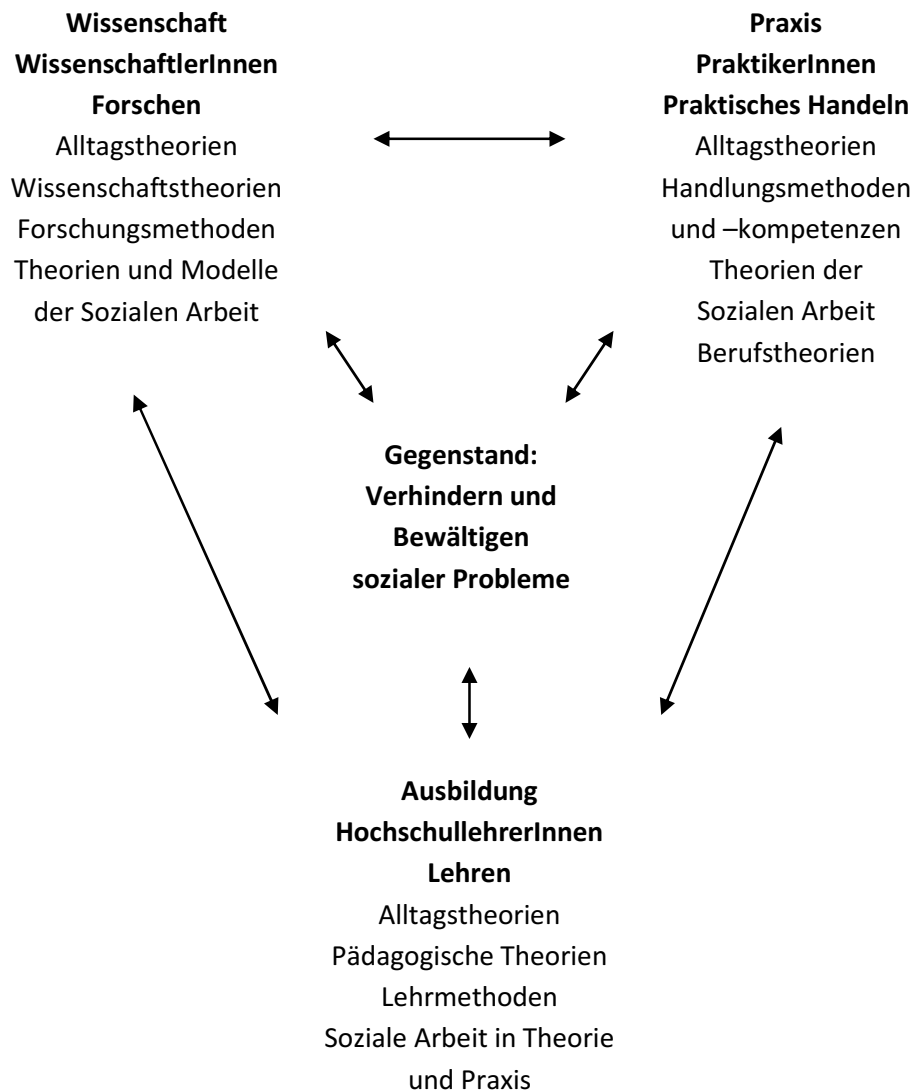 Wissenschaft
WissenschaftlerInnen
Forschen
Alltagstheorien
Wissenschaftstheorien
Forschungsmethoden
Theorien und Modelle
der Sozialen Arbeit
Praxis
PraktikerInnen
Praktisches Handeln
Alltagstheorien
Handlungsmethoden
und –kompetenzen
Theorien der
Sozialen Arbeit
Berufstheorien
Gegenstand:
Verhindern und
Bewältigen
sozialer Probleme
Ausbildung
HochschullehrerInnen
Lehren
Alltagstheorien
Pädagogische Theorien
Lehrmethoden
Soziale Arbeit in Theorie
und Praxis